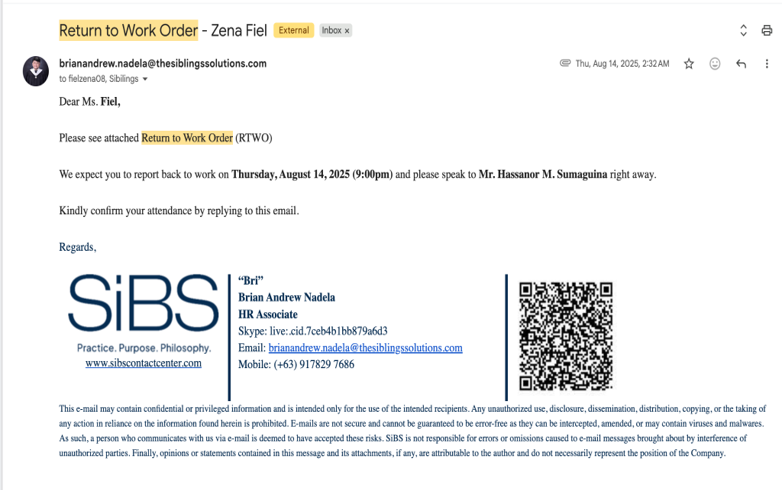 Return to Work Order - Zena Fiel External Inbox x
brianandrew.nadela@thesiblingssolutions.com Thu, Aug 14, 2025, 2:32 AM
to fielzena08, Sibilings
Dear Ms. Fiel,
Please see attached Return to Work Order (RTWO)
We expect you to report back to work on Thursday, August 14, 2025 (9:00pm) and please speak to Mr. Hassanor M. Sumaguina right away.
Kindly confirm your attendance by replying to this email.
Regards,
SiBS
Practice. Purpose. Philosophy.
www.sibscontactcenter.com
“Bri”
Brian Andrew Nadela
HR Associate
Skype: live:.cid.7ceb4b1bb879a6d3
Email: brianandrew.nadela@thesiblingssolutions.com
Mobile: (+63) 917829 7686
This e-mail may contain confidential or privileged information and is intended only for the use of the intended recipients. Any unauthorized use, disclosure, dissemination, distribution, copying, or the taking of
any action in reliance on the information found herein is prohibited. E-mails are not secure and cannot be guaranteed to be error-free as they can be intercepted, amended, or may contain viruses and malwares.
As such, a person who communicates with us via e-mail is deemed to have accepted these risks. SiBS is not responsible for errors or omissions caused to e-mail messages brought about by interference of
unauthorized parties. Finally, opinions or statements contained in this message and its attachments, if any, are attributable to the author and do not necessarily represent the position of the Company.